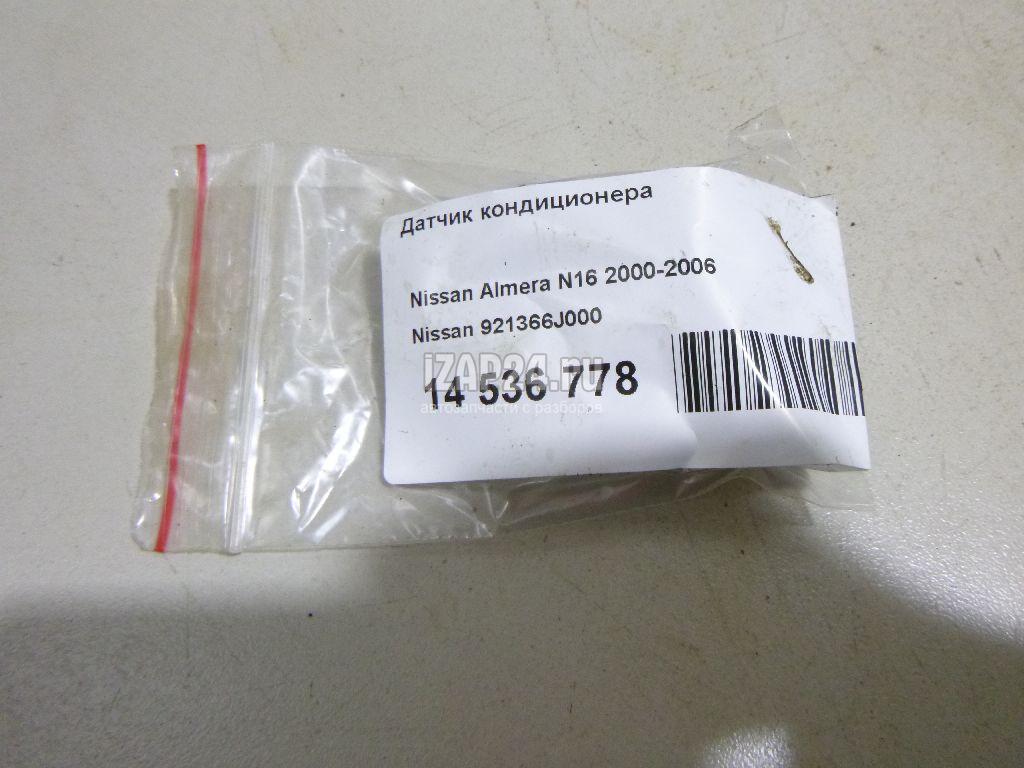 Датчик кондиционера
Nissan Almera N16 2000-2006
Nissan 921366J000
iZAP24.ru
14 536 778
автозапчасти с разборов